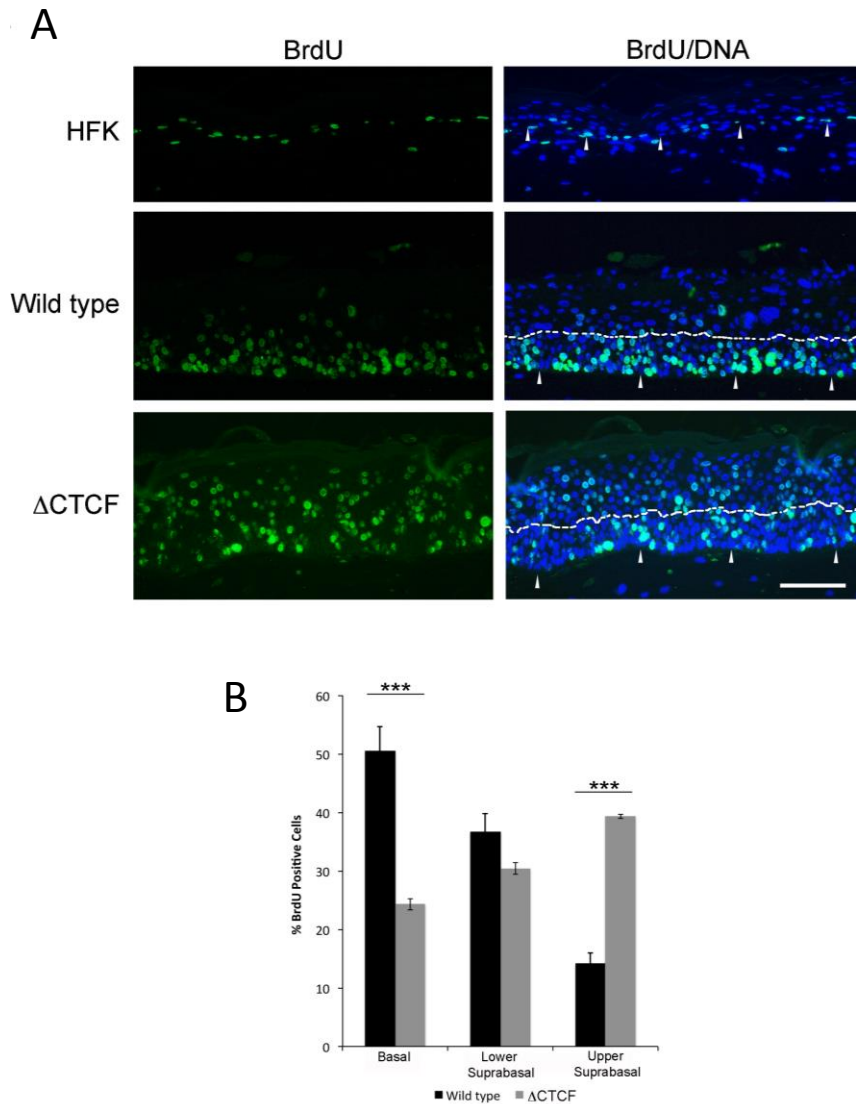 A
BrdU
BrdU/DNA
HFK
Wild type
ΔCTCF
B
***
***
60
50
40
30
20
10
0
% BrdU Positive Cells
Basal
Lower
Suprabasal
Upper
Suprabasal
Wild type
ΔCTCF